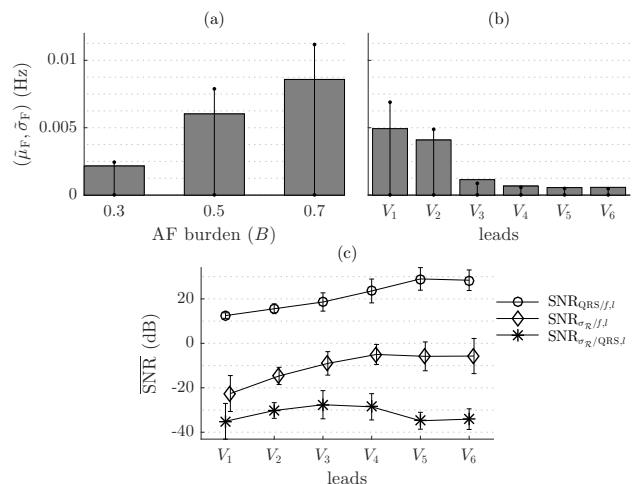 (a)
(μ̃F, σ̃F) (Hz)
0.01
0.005
0
0.3 0.5 0.7
AF burden (B)
(b)
V1 V2 V3 V4 V5 V6
leads
(c)
SNR (dB)
20
0
-20
-40
V1 V2 V3 V4 V5 V6
leads
SNRQRS/f,l
SNRσR/f,l
SNRσR/QRS,l